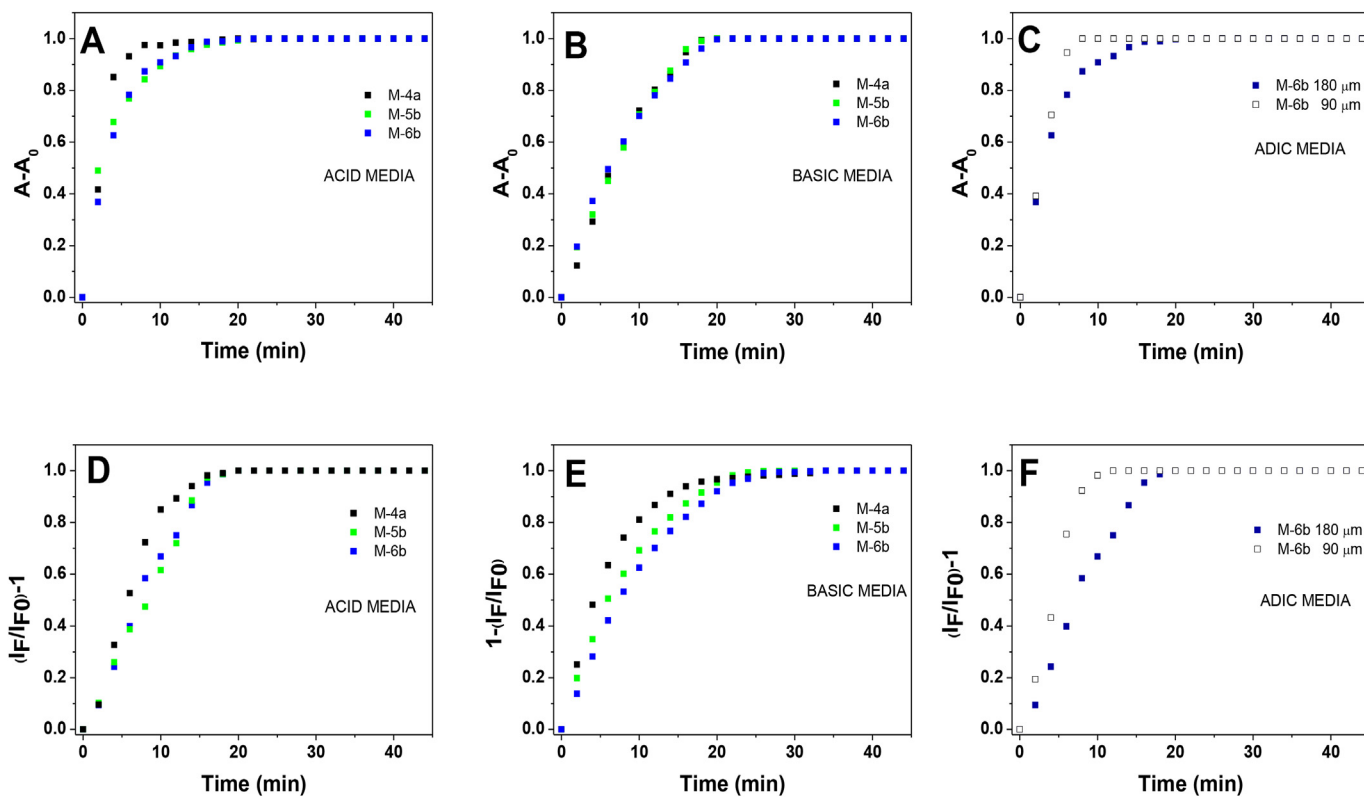 A
A-A0
1.0
0.8
0.6
0.4
0.2
0.0
M-4a
M-5b
M-6b
ACID MEDIA
0 10 20 30 40
Time (min)
B
A-A0
1.0
0.8
0.6
0.4
0.2
0.0
M-4a
M-5b
M-6b
BASIC MEDIA
0 10 20 30 40
Time (min)
C
A-A0
1.0
0.8
0.6
0.4
0.2
0.0
M-6b 180 μm
M-6b 90 μm
ADIC MEDIA
0 10 20 30 40
Time (min)
D
(IF/IF0)-1
1.0
0.8
0.6
0.4
0.2
0.0
M-4a
M-5b
M-6b
ACID MEDIA
0 10 20 30 40
Time (min)
E
1-(IF/IF0)
1.0
0.8
0.6
0.4
0.2
0.0
M-4a
M-5b
M-6b
BASIC MEDIA
0 10 20 30 40
Time (min)
F
(IF/IF0)-1
1.0
0.8
0.6
0.4
0.2
0.0
M-6b 180 μm
M-6b 90 μm
ADIC MEDIA
0 10 20 30 40
Time (min)